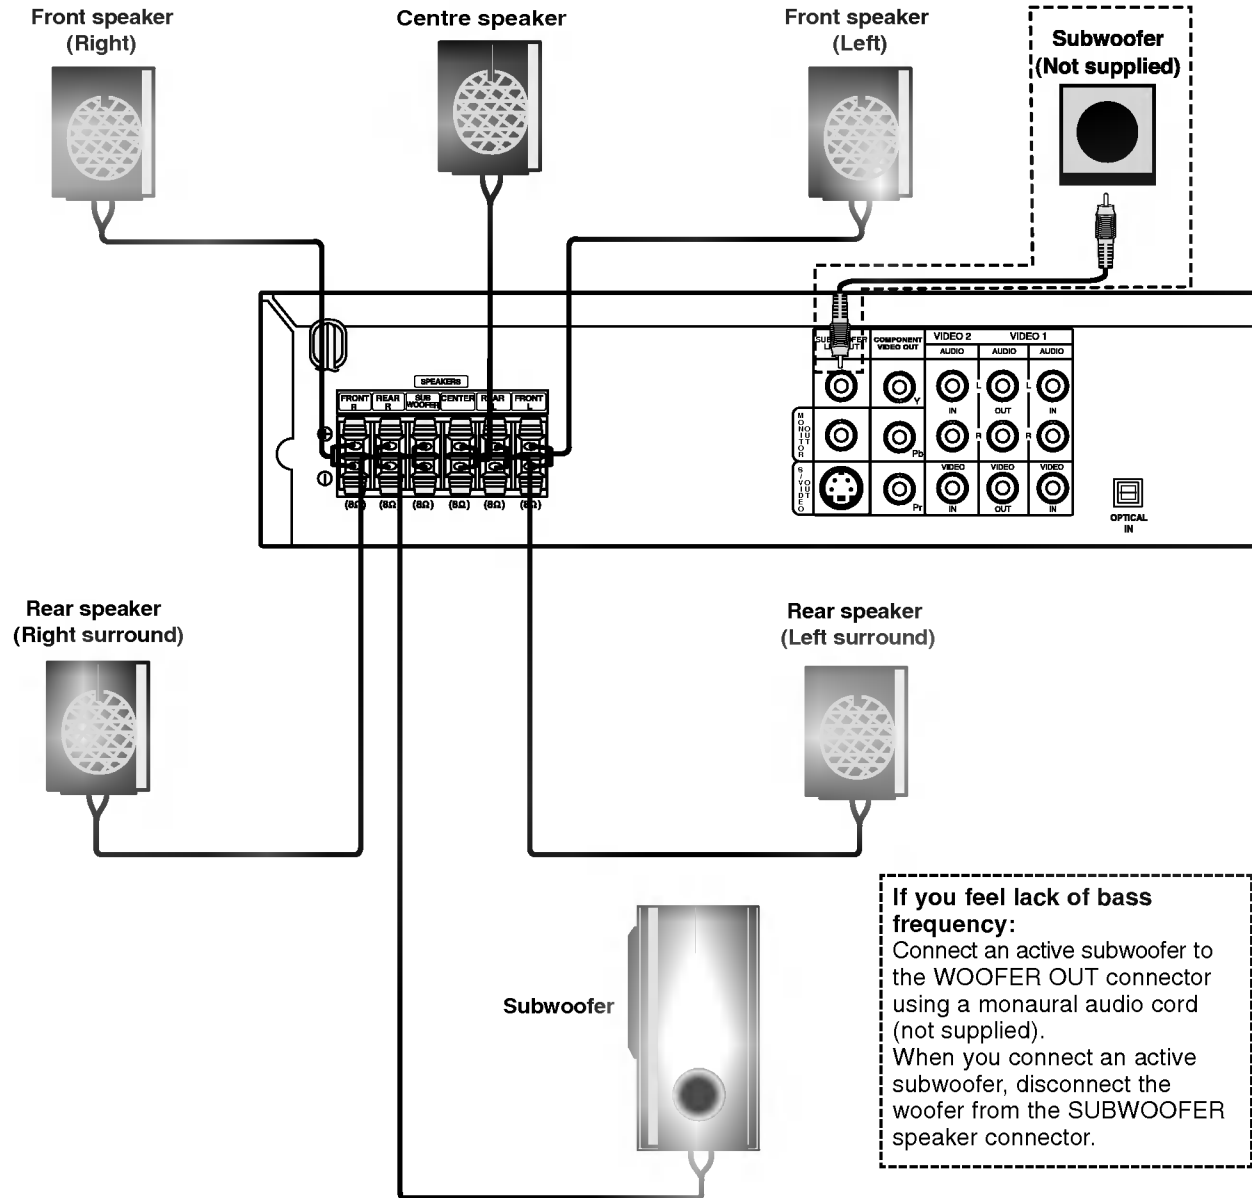 Front speaker
(Right)
Centre speaker
Front speaker
(Left)
Subwoofer
(Not supplied)
SPEAKERS
FRONT R
REAR R
SUB WOOFER
CENTER
REAR L
FRONT L
(8Ω) (8Ω (8Ω) (8Ω) (8Ω) (8Ω)
COMPONENT
VIDEO OUT
VIDEO 2
VIDEO 1
AUDIO
AUDIO
AUDIO
L
L
Y
IN
OUT
IN
MONITOR
OUT
R
R
Pb
S/VIDEO
OUT
VIDEO
VIDEO
VIDEO
Pr
IN
OUT
IN
OPTICAL
IN
Rear speaker
(Right surround)
Rear speaker
(Left surround)
Subwoofer
If you feel lack of bass
frequency:
Connect an active subwoofer to
the WOOFER OUT connector
using a monaural audio cord
(not supplied).
When you connect an active
subwoofer, disconnect the
woofer from the SUBWOOFER
speaker connector.